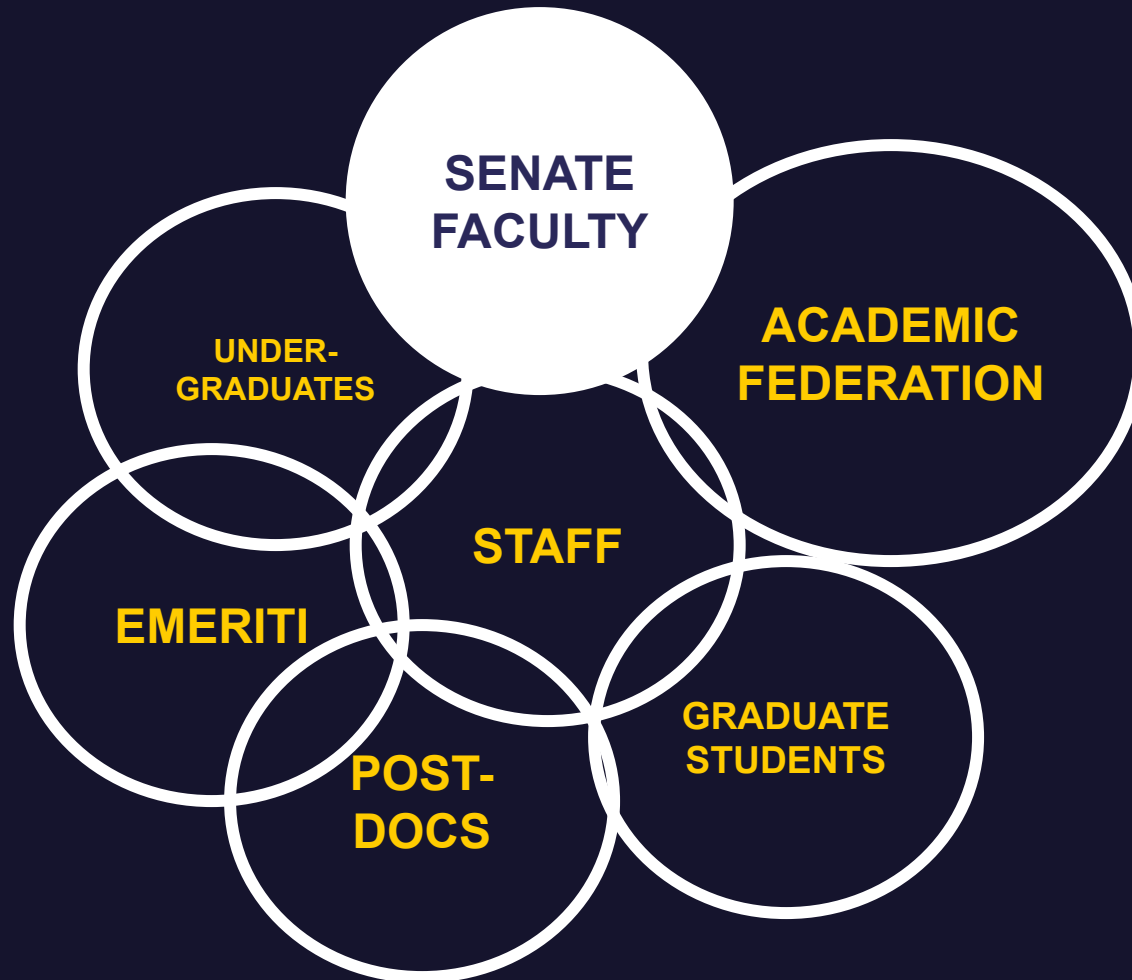 SENATE
FACULTY
ACADEMIC
FEDERATION
UNDER-
GRADUATES
STAFF
EMERITI
GRADUATE
STUDENTS
POST-
DOCS